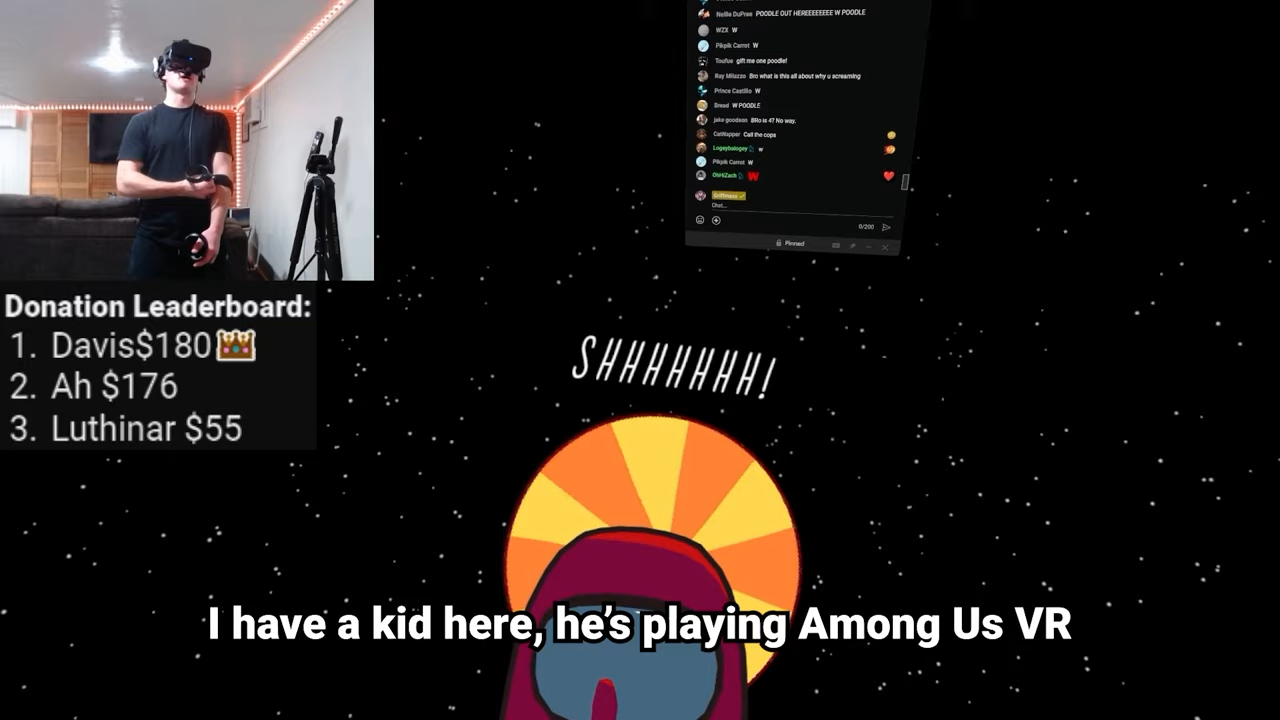 Nellie DuPree POODLE OUT HEREEEEEEEE W POODLE
WZX W
Pikpik Carrot W
Toufue gift me one poodle!
Ray Milazzo Bro what is this all about why u screaming
Prince Castillo W
Bread W POODLE
jake goodson BRo is 4? No way.
CatNapper Call the cops
Logeybalogey w
Pikpik Carrot W
OhHiZach W
Chat...
0/200
Pinned
Donation Leaderboard:
1. Davis$180
2. Ah $176
3. Luthinar $55
SHHHHHHH!
I have a kid here, he's playing Among Us VR